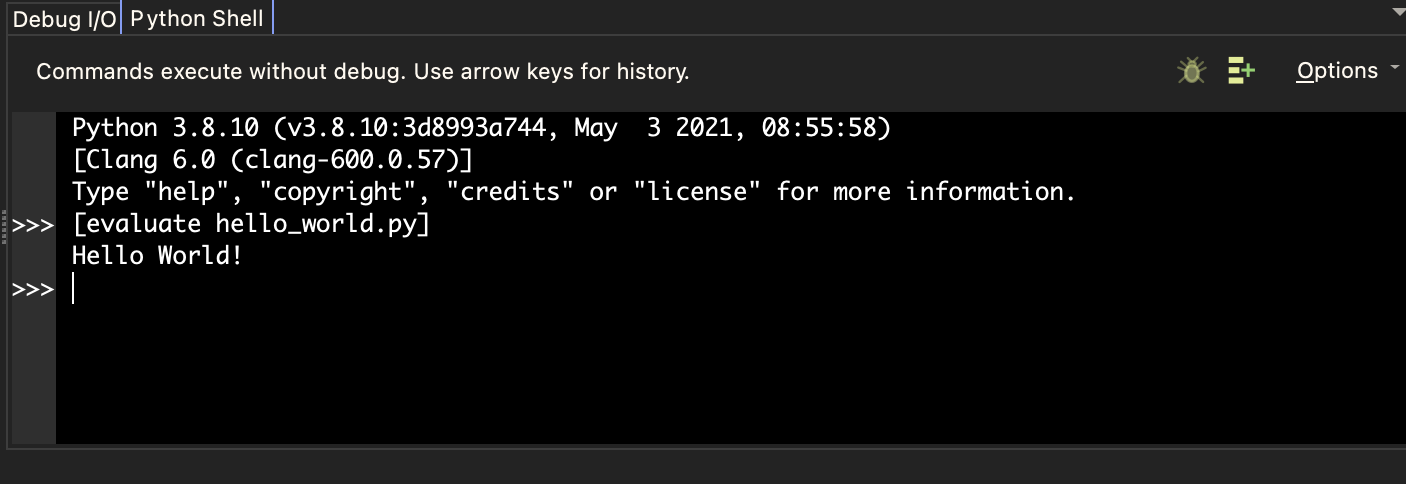 Debug I/O Python Shell
Commands execute without debug. Use arrow keys for history.
Options
Python 3.8.10 (v3.8.10:3d8993a744, May  3 2021, 08:55:58)
[Clang 6.0 (clang-600.0.57)]
Type "help", "copyright", "credits" or "license" for more information.
>>> [evaluate hello_world.py]
Hello World!
>>>